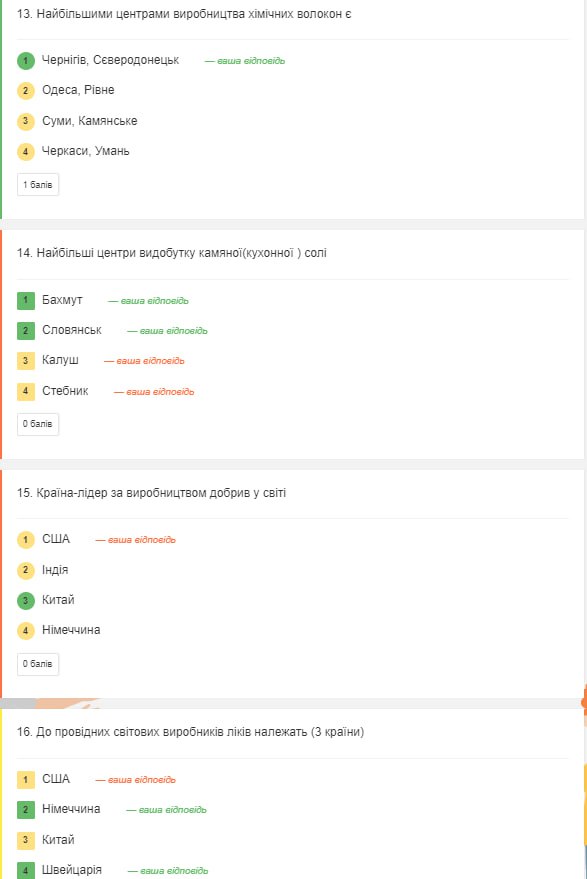 13. Найбільшими центрами виробництва хімічних волокон є
1 Чернігів, Сєверодонецьк — ваша відповідь
2 Одеса, Рівне
3 Суми, Камянське
4 Черкаси, Умань
1 балів
14. Найбільші центри видобутку камяної(кухонної ) солі
1 Бахмут — ваша відповідь
2 Словянськ — ваша відповідь
3 Калуш — ваша відповідь
4 Стебник — ваша відповідь
0 балів
15. Країна-лідер за виробництвом добрив у світі
1 США — ваша відповідь
2 Індія
3 Китай
4 Німеччина
0 балів
16. До провідних світових виробників ліків належать (3 країни)
1 США — ваша відповідь
2 Німеччина — ваша відповідь
3 Китай
4 Швейцарія — ваша відповідь